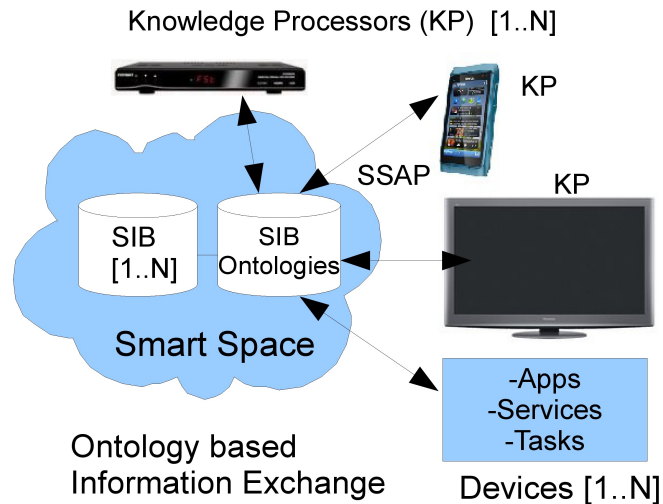 Knowledge Processors (KP) [1..N]
KP
SSAP
KP
SIB
[1..N]
SIB
Ontologies
Smart Space
-Apps
-Services
-Tasks
Ontology based
Information Exchange
Devices [1..N]